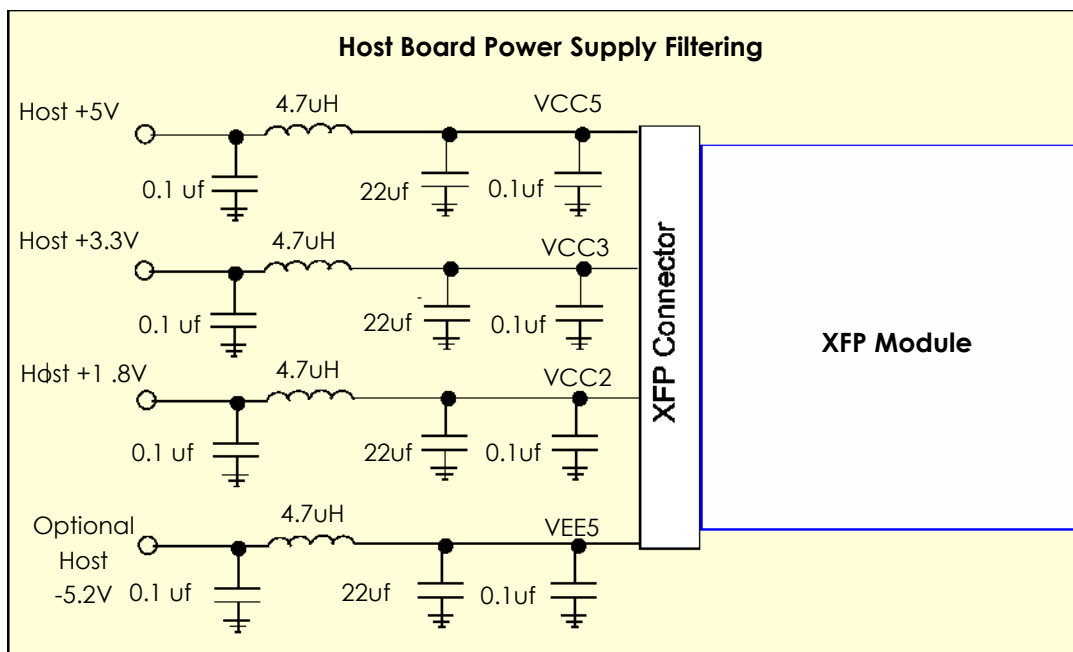 Host Board Power Supply Filtering
Host +5V
4.7uH
VCC5
0.1 uf
22uf
0.1uf
Host +3.3V
4.7uH
VCC3
0.1 uf
22uf
0.1uf
Host +1 .8V
4.7uH
VCC2
0.1 uf
22uf
0.1uf
Optional
Host
-5.2V
4.7uH
VEE5
0.1 uf
22uf
0.1uf
XFP Connector
XFP Module